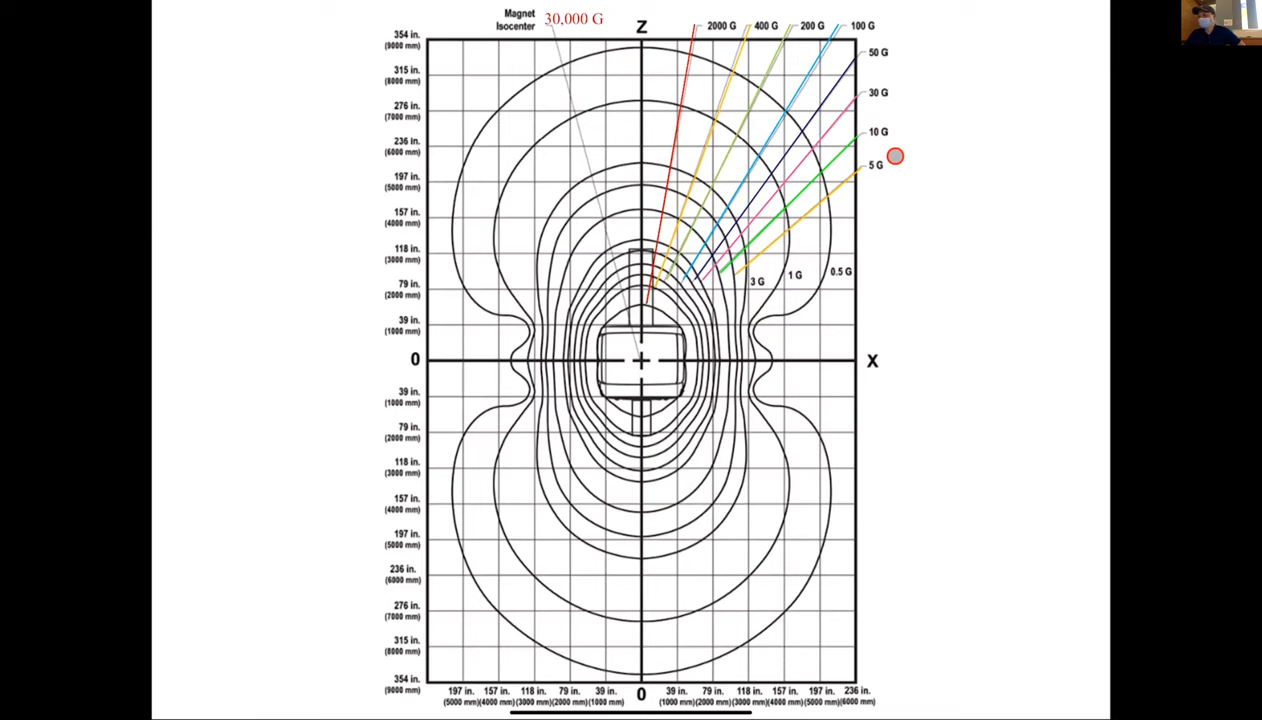 Magnet
Isocenter
30,000 G
Z
2000 G
400 G
200 G
100 G
50 G
30 G
10 G
5 G
3 G
1 G
0.5 G
354 in.
(9000 mm)
315 in.
(8000 mm)
276 in.
(7000 mm)
236 in.
(6000 mm)
197 in.
(5000 mm)
157 in.
(4000 mm)
118 in.
(3000 mm)
79 in.
(2000 mm)
39 in.
(1000 mm)
0
X
39 in.
(1000 mm)
79 in.
(2000 mm)
118 in.
(3000 mm)
157 in.
(4000 mm)
197 in.
(5000 mm)
236 in.
(6000 mm)
276 in.
(7000 mm)
315 in.
(8000 mm)
354 in.
(9000 mm)
197 in. 157 in. 118 in. 79 in. 39 in. 0 39 in. 79 in. 118 in. 157 in. 197 in. 236 in.
(5000 mm)(4000 mm)(3000 mm)(2000 mm)(1000 mm) (1000 mm)(2000 mm)(3000 mm)(4000 mm)(5000 mm)(6000 mm)